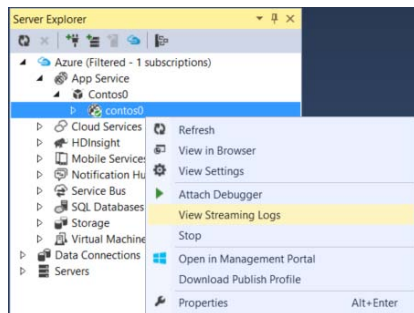 Server Explorer
Azure (Filtered - 1 subscriptions)
App Service
Contos0
contos0
Cloud Services
HDInsight
Mobile Service
Notification Hu
Service Bus
SQL Databases
Storage
Virtual Machine
Data Connections
Servers
Refresh
View in Browser
View Settings
Attach Debugger
View Streaming Logs
Stop
Open in Management Portal
Download Publish Profile
Properties Alt+Enter